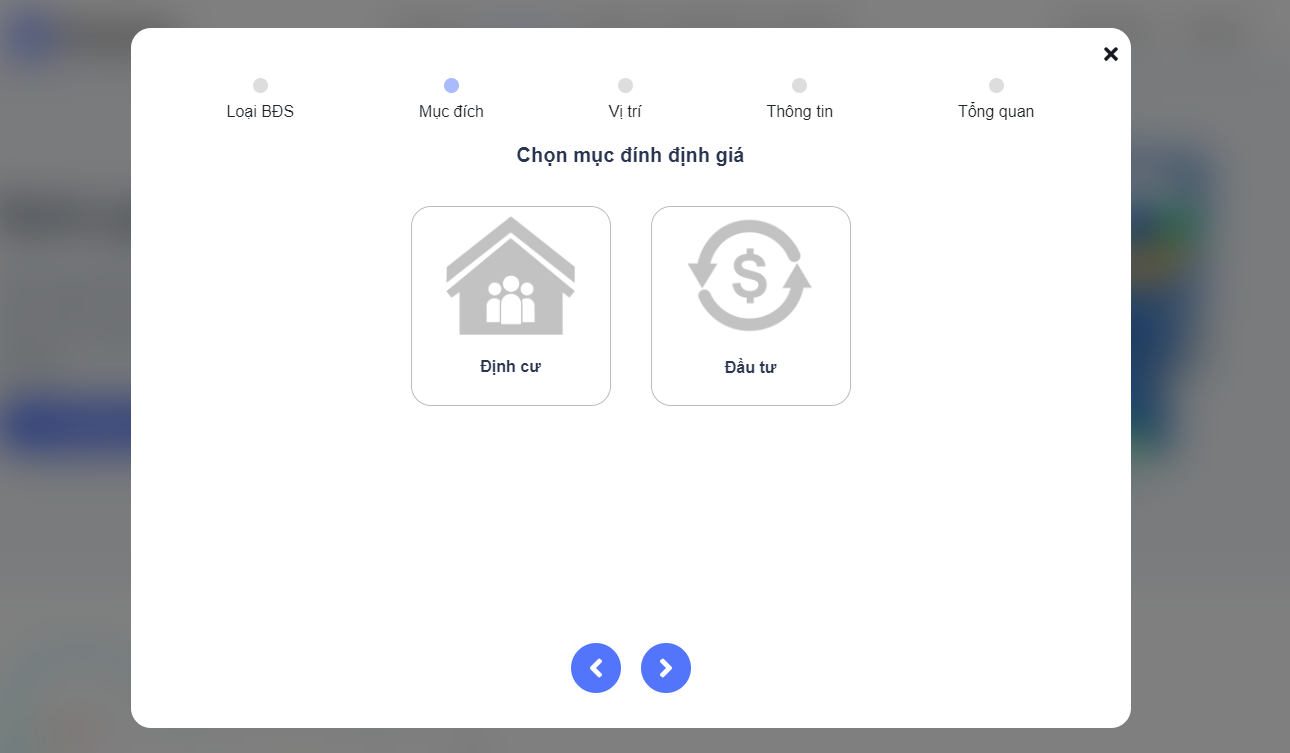 Loại BĐS
Mục đích
Vị trí
Thông tin
Tổng quan
Chọn mục đính định giá
$
Định cư
Đầu tư